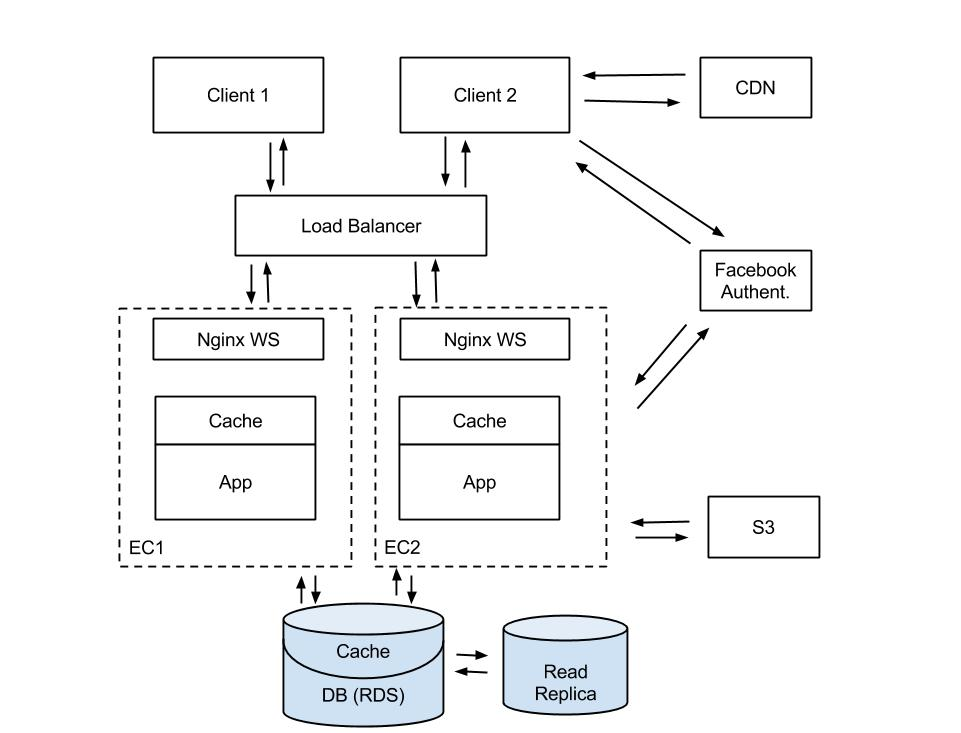 Client 1
Client 2
CDN
Load Balancer
Facebook
Authent.
Nginx WS
Nginx WS
Cache
Cache
App
App
S3
EC1
EC2
Cache
DB (RDS)
Read
Replica